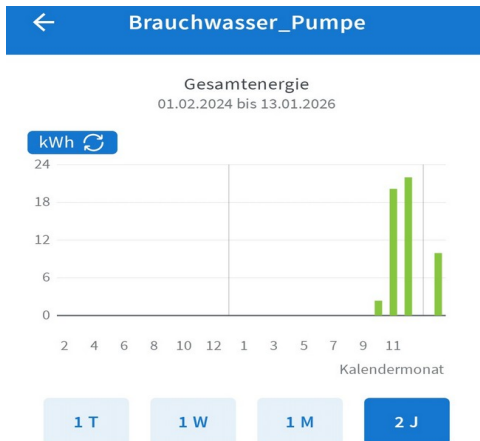 Brauchwasser_Pumpe
Gesamtenergie
01.02.2024 bis 13.01.2026
kWh
24
18
12
6
0
2 4 6 8 10 12 1 3 5 7 9 11
Kalendermonat
1 T 1 W 1 M 2 J